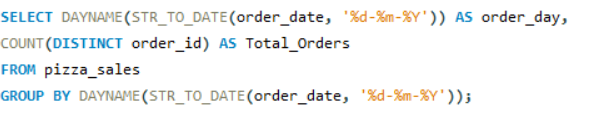 SELECT DAYNAME(STR_TO_DATE(order_date, '%d-%m-%Y')) AS order_day,
COUNT(DISTINCT order_id) AS Total_Orders
FROM pizza_sales
GROUP BY DAYNAME(STR_TO_DATE(order_date, '%d-%m-%Y'));